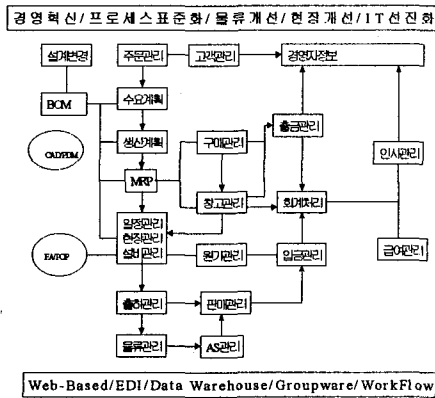 경영혁신/프로세스표준화/물류개선/현장개선/IT선진화
설계변경
주문관리
고객관리
경영자정보
BOM
수요계획
출금관리
CAD/PDM
생산계획
구매관리
인사관리
MRP
창고관리
회계처리
일정관리
현장관리
설비관리
원가관리
입금관리
급여관리
FA/POP
출하관리
판매관리
물류관리
AS관리
Web-Based/EDI/Data Warehouse/Groupware/WorkFlow